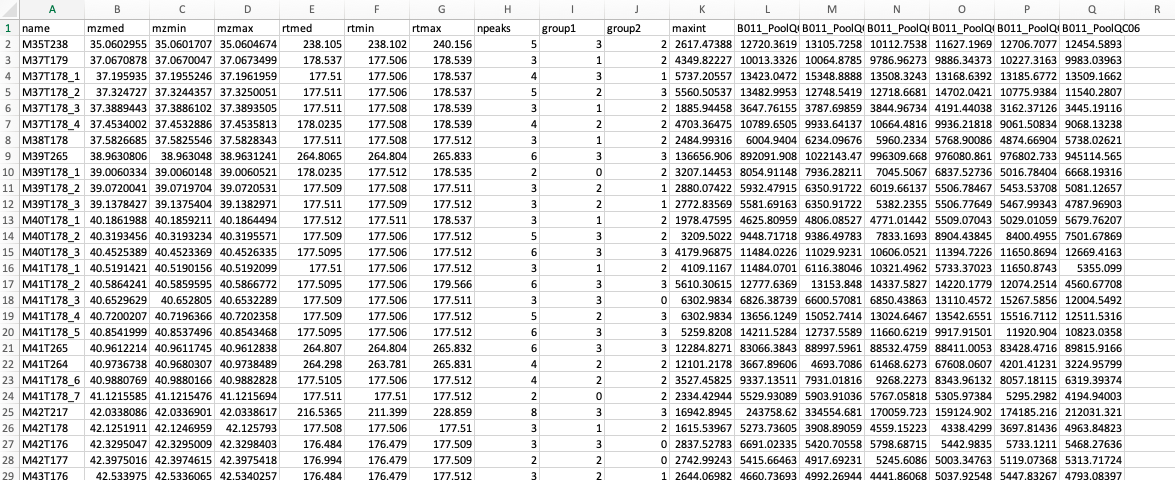 A B C D E F G H I J K L M N O P Q R
1 name mzmed mzmin mzmax rtmed rtmin rtmax npeaks group1 group2 maxint B011_PoolQ B011_PoolQ B011_PoolQ B011_PoolQ B011_PoolQ B011_PoolQC06
2 M35T238 35.0602955 35.0601707 35.0604674 238.105 238.102 240.156 5 3 2 2617.47388 12720.3619 13105.7258 10112.7538 11627.1969 12706.7077 12454.5893
3 M37T179 37.0670878 37.0670047 37.0673499 178.537 177.506 178.539 3 1 2 4349.82227 10013.3326 10064.8785 9786.96273 9886.34373 10227.3163 9983.03963
4 M37T178_1 37.195935 37.1955246 37.1961959 177.51 177.506 178.537 4 3 1 5737.20557 13423.0472 15348.8888 13508.3243 13168.6392 13185.6772 13509.1662
5 M37T178_2 37.324727 37.3244357 37.3250051 177.511 177.506 178.537 5 2 3 5560.50537 13482.9953 12748.5419 12718.6681 14702.0421 10775.9384 11540.2807
6 M37T178_3 37.3889443 37.3886102 37.3893505 177.511 177.508 178.539 3 1 2 1885.94458 3647.76155 3787.69859 3844.96734 4191.44038 3162.37126 3445.19116
7 M37T178_4 37.4534002 37.4532886 37.4535813 178.0235 177.508 178.539 4 2 2 4703.36475 10789.6505 9933.64137 10664.4816 9936.21818 9061.50834 9068.13238
8 M38T178 37.5826685 37.5825546 37.5828343 177.511 177.508 177.512 3 1 2 2484.99316 6004.9404 6234.09676 5960.2334 5768.90086 4874.66904 5738.02621
9 M39T265 38.9630806 38.963048 38.9631241 264.8065 264.804 265.833 6 3 3 136656.906 892091.908 1022143.47 996309.668 976080.861 976802.733 945114.565
10 M39T178_1 39.0060334 39.0060148 39.0060521 178.0235 177.512 178.535 2 0 2 3207.14453 8054.91148 7936.28211 7045.5067 6837.52736 5016.78404 6668.19316
11 M39T178_2 39.0720041 39.0719704 39.0720531 177.509 177.508 177.511 3 2 1 2880.07422 5932.47915 6350.91722 6019.66137 5506.78467 5453.53708 5081.12657
12 M39T178_3 39.1378427 39.1375404 39.1382971 177.511 177.509 177.512 3 2 1 2772.83569 5581.69163 6350.91722 5382.2355 5506.77649 5467.99343 4787.96903
13 M40T178_1 40.1861988 40.1859211 40.1864494 177.512 177.511 178.537 3 1 2 1978.47595 4625.80959 4806.08527 4771.01442 5509.07043 5029.01059 5679.76207
14 M40T178_2 40.3193456 40.3193234 40.3195571 177.509 177.506 177.512 5 3 2 3209.5022 9448.71718 9386.49783 7833.1693 8904.43845 8400.4955 7501.67869
15 M40T178_3 40.4525389 40.4523369 40.4526335 177.5095 177.506 177.512 6 3 3 4179.96875 11484.0226 11029.9231 10606.0521 11394.7226 11650.8694 12669.4163
16 M41T178_1 40.5191421 40.5190156 40.5192099 177.51 177.506 177.512 3 1 2 4109.1167 11484.0701 6116.38046 10321.4962 5733.37023 11650.8743 5355.099
17 M41T178_2 40.5864241 40.5859595 40.5866772 177.5095 177.506 179.566 6 3 3 5610.30615 12777.6369 13153.848 14337.5827 14220.1779 12074.2514 4560.67708
18 M41T178_3 40.6529629 40.652805 40.6532289 177.509 177.506 177.511 3 3 0 6302.9834 6826.38739 6600.57081 6850.43863 13110.4572 15267.5856 12004.5492
19 M41T178_4 40.7200207 40.7196366 40.7202358 177.509 177.506 177.512 5 2 3 6302.9834 13656.1249 15052.7414 13024.6467 13542.6551 15516.7112 12511.5316
20 M41T178_5 40.8541999 40.8537496 40.8543468 177.5095 177.506 177.512 6 3 3 5259.8208 14211.5284 12737.5589 11660.6219 9917.91501 11920.904 10823.0358
21 M41T265 40.9612214 40.9611745 40.9612838 264.807 264.804 265.832 6 3 3 12284.8271 83066.3843 88997.5961 88532.4759 88411.0053 83428.4716 89815.9166
22 M41T264 40.9736738 40.9680307 40.9738489 264.298 263.781 265.831 4 2 2 12101.2178 3667.89606 4693.7086 61468.6273 67608.0607 4201.41231 3224.95799
23 M41T178_6 40.9880769 40.9880166 40.9882828 177.5105 177.506 177.512 4 2 2 3527.45825 9337.13511 7931.01816 9268.2273 8343.96132 8057.18115 6319.39374
24 M41T178_7 41.1215585 41.1215476 41.1215694 177.511 177.51 177.512 2 0 2 2334.42944 5529.93089 5903.91036 5767.05818 5305.97384 5295.2982 4194.94003
25 M42T217 42.0338086 42.0336901 42.0338617 216.5365 211.399 228.859 8 3 3 16942.8945 243758.62 334554.681 170059.723 159124.902 174185.216 212031.321
26 M42T178 42.1251911 42.1246959 42.125793 177.508 177.506 177.51 3 1 2 1615.53967 5273.73605 3908.89059 4559.15223 4338.4299 3697.81436 4963.84823
27 M42T176 42.3295047 42.3295009 42.3298403 176.484 176.479 177.509 3 3 0 2837.52783 6691.02335 5420.70558 5798.68715 5442.9835 5733.1211 5468.27636
28 M42T177 42.3975016 42.3974615 42.3975418 176.994 176.479 177.509 2 2 0 2742.99243 5415.66463 4917.69231 5245.6086 5003.34763 5119.07368 5313.71724
29 M43T176 42.533975 42.5336065 42.5340257 176.484 176.479 177.512 3 2 1 2644.06982 4660.73693 4992.26944 4441.86068 5037.92548 5447.83267 4793.08397